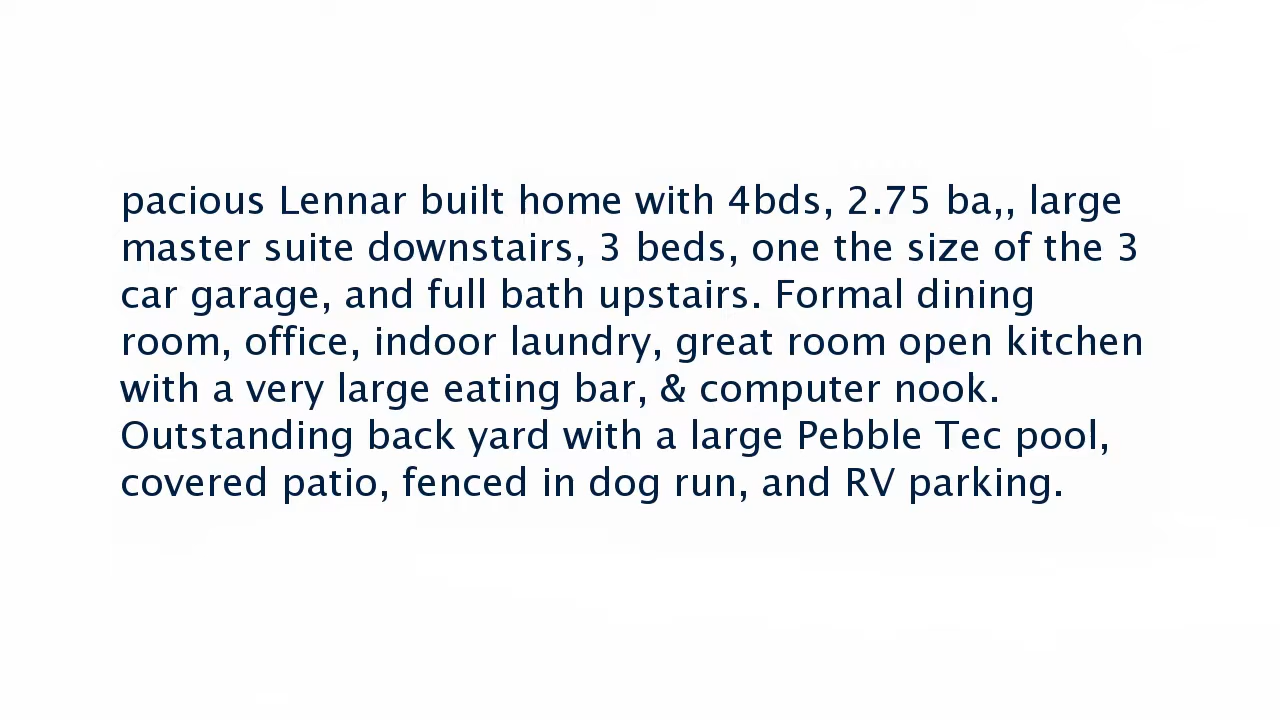 pacious Lennar built home with 4bds, 2.75 ba,, large
master suite downstairs, 3 beds, one the size of the 3
car garage, and full bath upstairs. Formal dining
room, office, indoor laundry, great room open kitchen
with a very large eating bar, & computer nook.
Outstanding back yard with a large Pebble Tec pool,
covered patio, fenced in dog run, and RV parking.